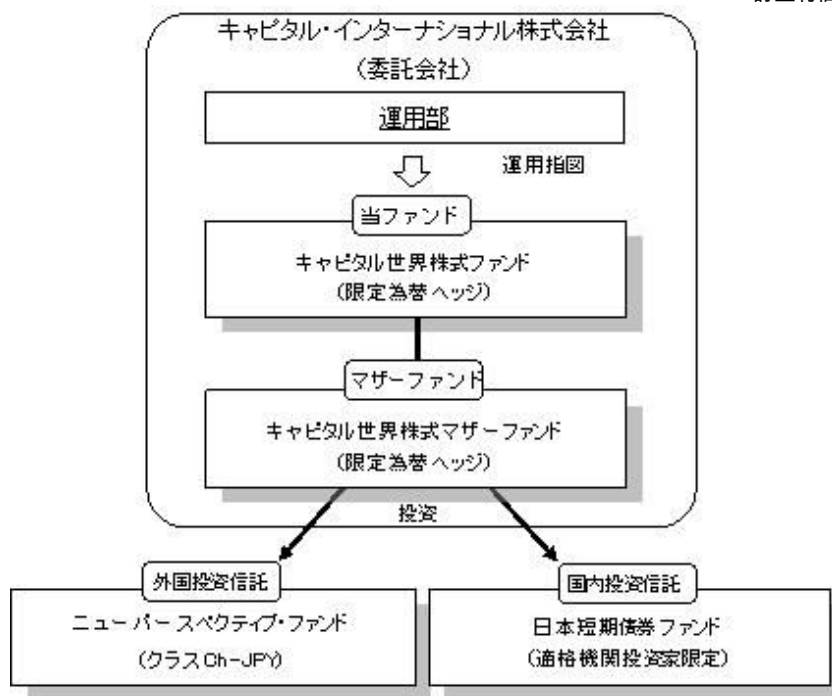 キャピタル・インターナショナル株式会社
（委託会社）
運用部
運用指図
当ファンド
キャピタル世界株式ファンド
（限定為替ヘッジ）
マザーファンド
キャピタル世界株式マザーファンド
（限定為替ヘッジ）
投資
外国投資信託
ニューパースペクティブ・ファンド
（クラスCh-JPY）
国内投資信託
日本短期債券ファンド
（適格機関投資家限定）